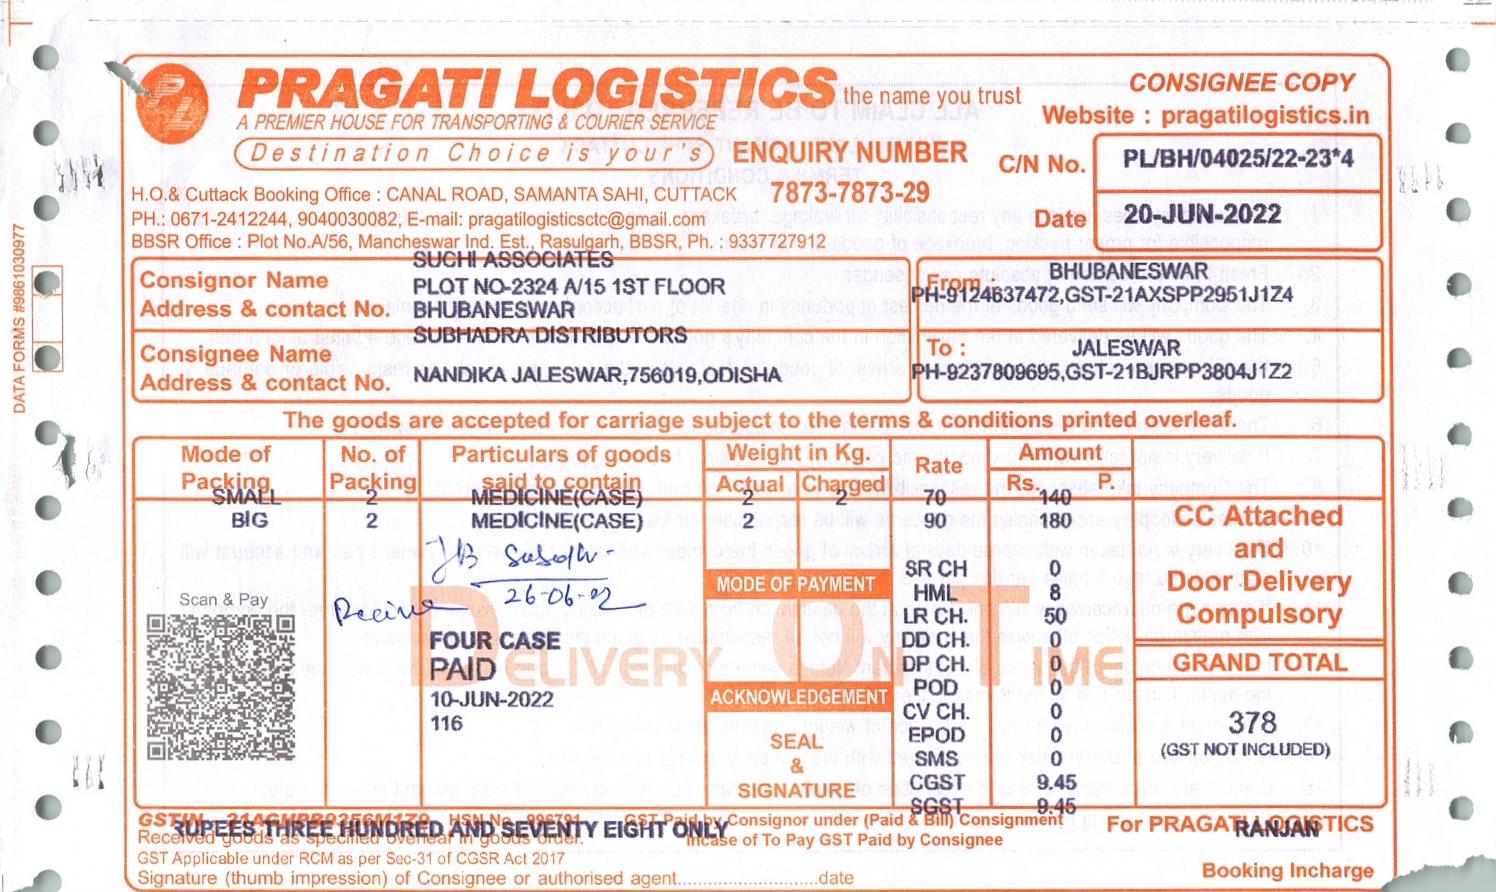 PRAGATI LOGISTICS the name you trust
CONSIGNEE COPY
A PREMIER HOUSE FOR TRANSPORTING & COURIER SERVICE
Website : pragatilogistics.in
Destination Choice is your's
ENQUIRY NUMBER
7873-7873-29
C/N No. PL/BH/04025/22-23*4
Date 20-JUN-2022
H.O.& Cuttack Booking Office : CANAL ROAD, SAMANTA SAHI, CUTTACK
PH.: 0671-2412244, 9040030082, E-mail: pragatilogisticsctc@gmail.com
BBSR Office : Plot No.A/56, Mancheswar Ind. Est., Rasulgarh, BBSR, Ph. : 9337727912
DATA FORMS #9861030977
Consignor Name
Address & contact No.
SUCHI ASSOCIATES
PLOT NO-2324 A/15 1ST FLOOR
BHUBANESWAR
From : BHUBANESWAR
PH-9124637472,GST-21AXSPP2951J1Z4
Consignee Name
Address & contact No.
SUBHADRA DISTRIBUTORS
NANDIKA JALESWAR,756019,ODISHA
To : JALESWAR
PH-9237809695,GST-21BJRPP3804J1Z2
The goods are accepted for carriage subject to the terms & conditions printed overleaf.
Mode of Packing No. of Packing Particulars of goods said to contain Weight in Kg. Actual Charged Rate Amount Rs. P.
SMALL 2 MEDICINE(CASE) 2 2 70 140
BIG 2 MEDICINE(CASE) 2 90 180
CC Attached
and
Door Delivery
Compulsory
GRAND TOTAL
378
(GST NOT INCLUDED)
26-06-22
Scan & Pay
FOUR CASE
PAID
10-JUN-2022
116
DELIVERY ON TIME
MODE OF PAYMENT
ACKNOWLEDGEMENT
SEAL
&
SIGNATURE
SR CH 0
HML 8
LR CH. 50
DD CH. 0
DP CH. 0
POD 0
CV CH. 0
EPOD 0
SMS 0
CGST 9.45
SGST 9.45
GSTIN HSN No. 996791 GST Paid by Consignor under (Paid & Bill) Consignment
RUPEES THREE HUNDRED AND SEVENTY EIGHT ONLY
Received goods as specified overleaf in goods order.
Incase of To Pay GST Paid by Consignee
For PRAGATI LOGISTICS
RANJAN
GST Applicable under RCM as per Sec-31 of CGSR Act 2017
Signature (thumb impression) of Consignee or authorised agent............................date
Booking Incharge